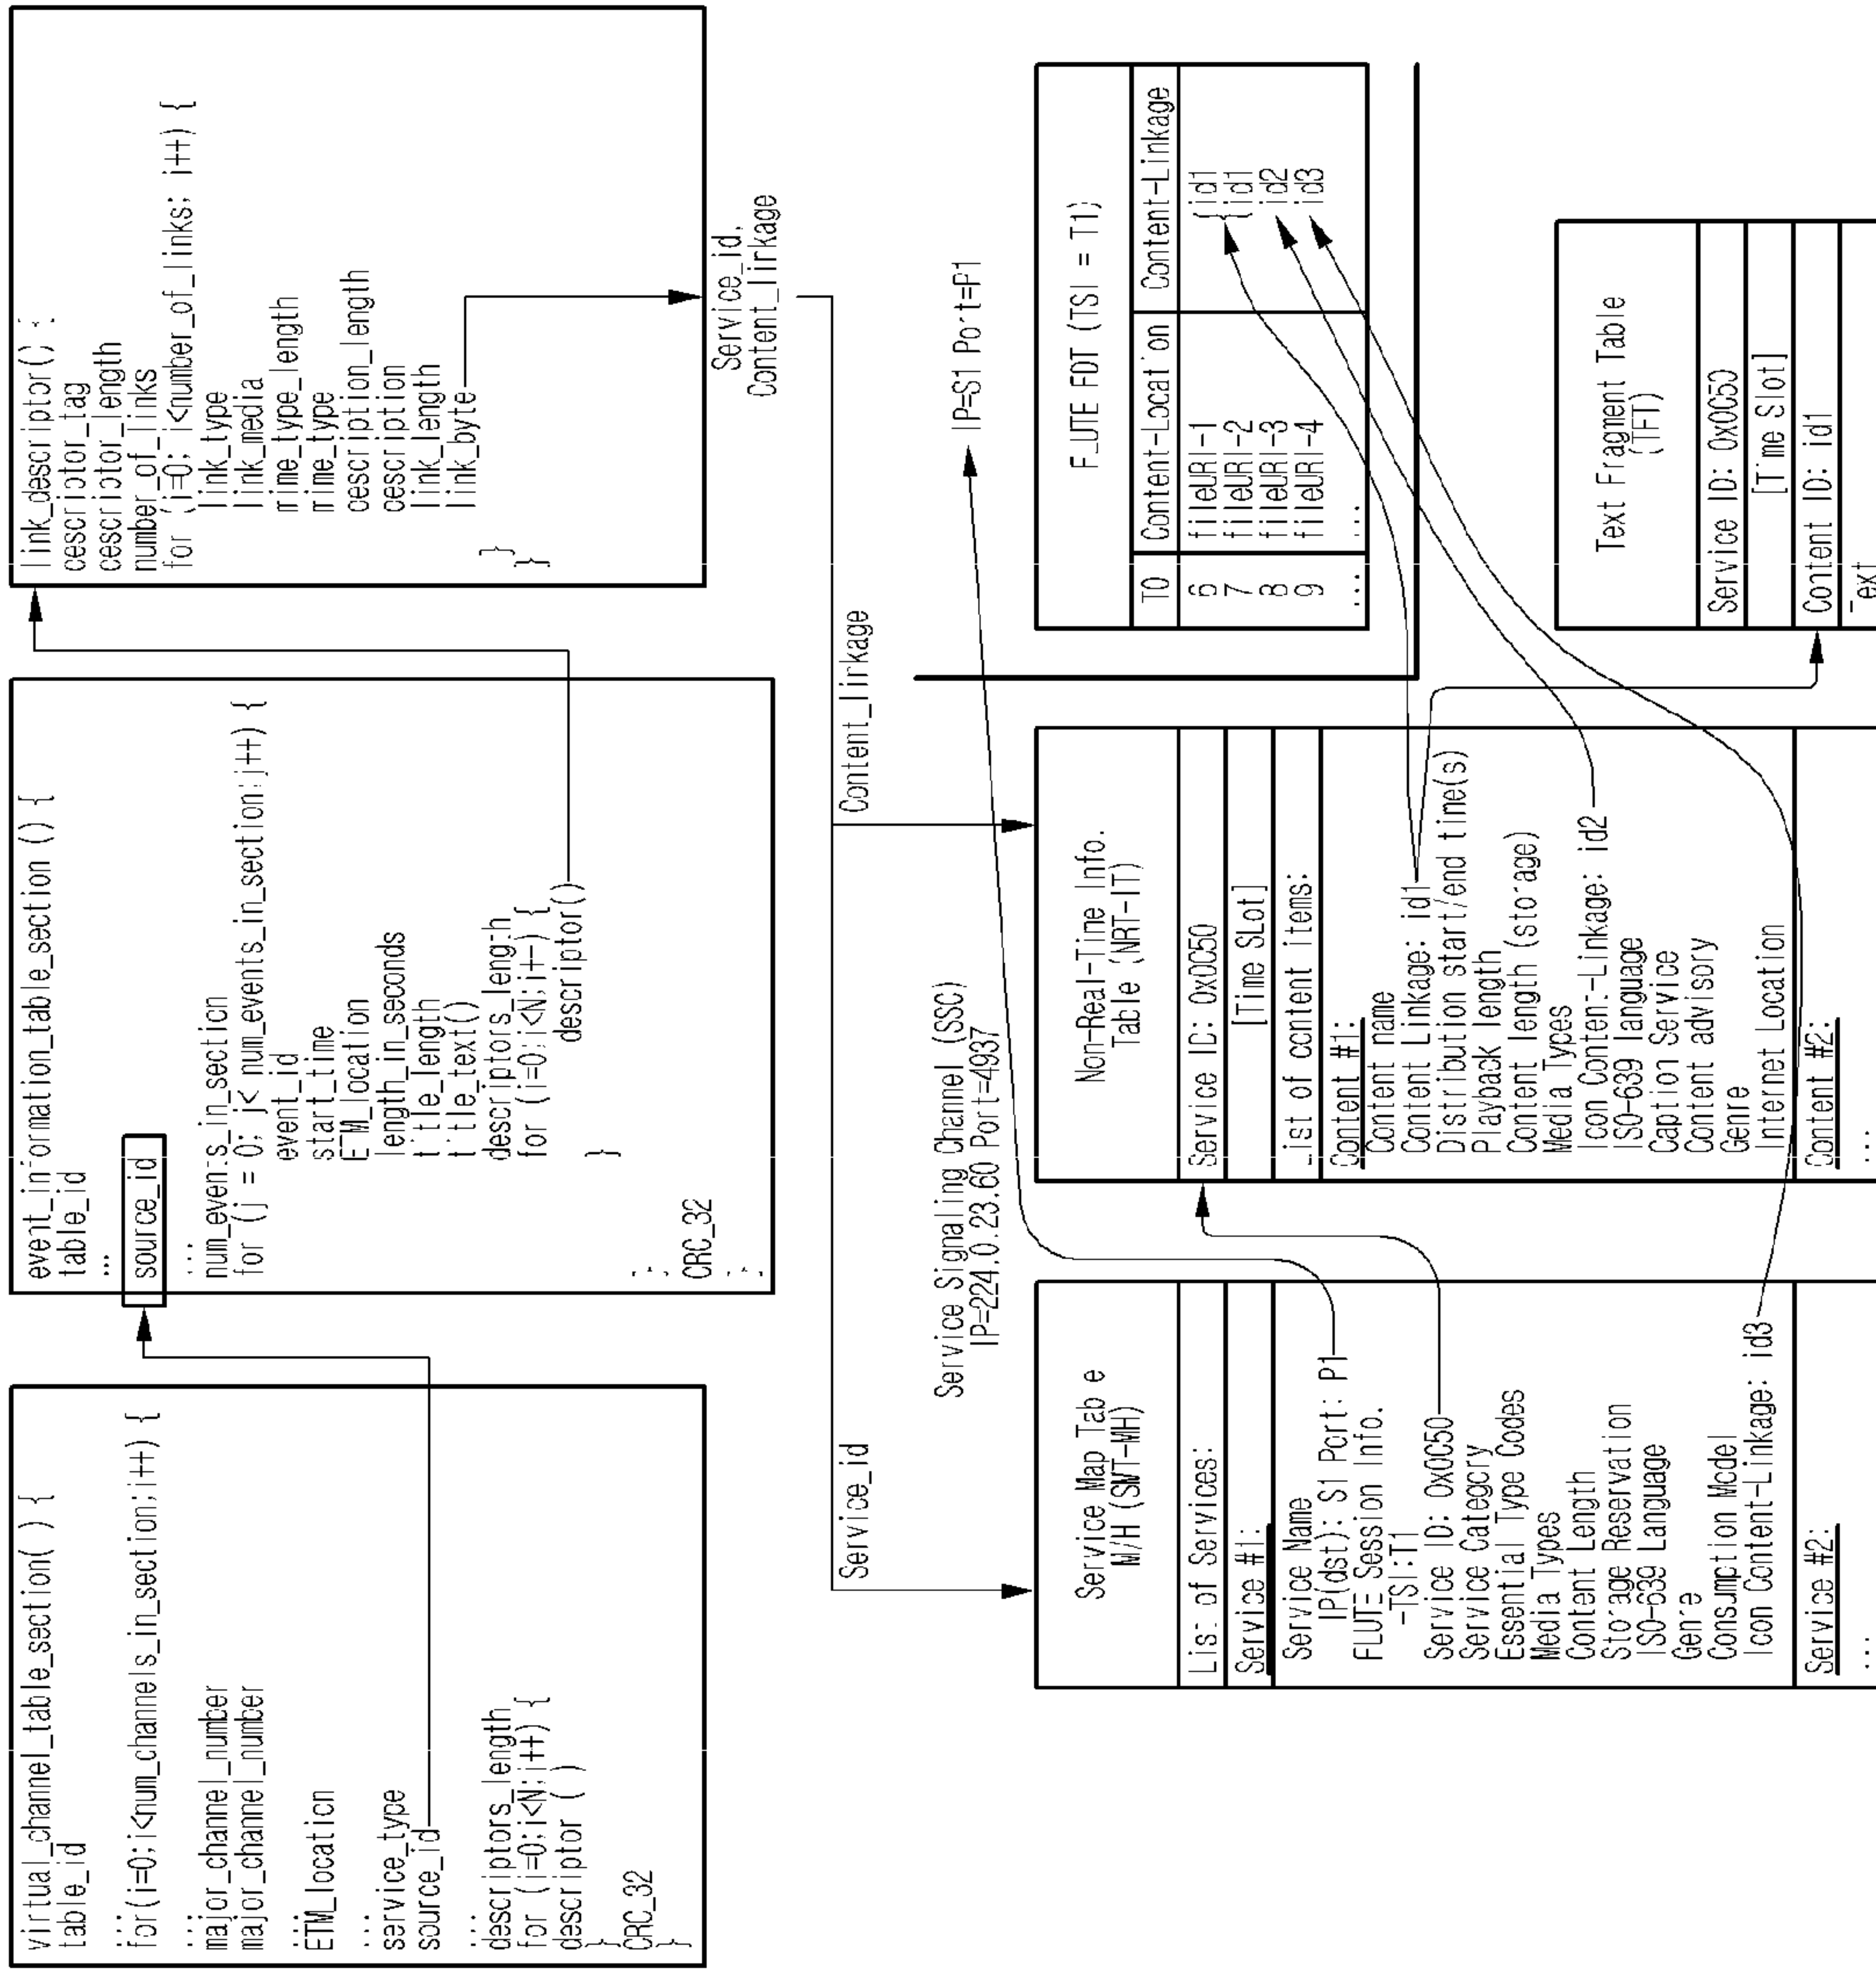 virtual_channel_table_section( ) {
table_id
...
for(i=0;i<num_channels_in_section;i++) {
...
major_channel_number
major_channel_number
...
ETM_location
...
service_type
source_id
...
descriptors_length
for (i=0;i<N;i++) {
descriptor ( )
}
CRC_32
}
event_information_table_section () {
table_id
...
source_id
...
num_events_in_section
for (j = 0; j< num_events_in_section;j++) {
event_id
start_time
ETM_location
length_in_seconds
title_length
title_text()
descriptors_length
for (i=0;i<N;i++) {
descriptor()
}
}
CRC_32
}
link_descriptor() {
descriptor_tag
descriptor_length
number_of_links
for (i=0; i<number_of_links; i++) {
link_type
link_media
mime_type_length
mime_type
description_length
description
link_length
link_byte
}
}
Service_id,
Content_linkage
Service_id
Content_linkage
Service Signaling Channel (SSC)
IP=224.0.23.60 Port=4937
IP=S1 Port=P1
Service Map Table
M/H (SMT-MH)
List of Services:
Service #1:
Service Name
IP(dst): S1 Port: P1
FLUTE Session Info.
-TSI:T1
Service ID: 0x0C50
Service Category
Essential Type Codes
Media Types
Content Length
Storage Reservation
ISO-639 Language
Genre
Consumption Model
Icon Content-Linkage: id3
Service #2:
...
Non-Real-Time Info.
Table (NRT-IT)
Service ID: 0x0C50
[Time SLot]
List of content items:
Content #1:
Content name
Content Linkage: id1
Distribution start/end time(s)
Playback length
Content length (storage)
Media Types
Icon Content-Linkage: id2
ISO-639 language
Caption Service
Content advisory
Genre
Internet Location
Content #2:
...
FLUTE FDT (TSI = T1)
TO Content-Location Content-Linkage
6 fileURI-1 {id1
7 fileURI-2 {id1
8 fileURI-3 id2
9 fileURI-4 id3
... ...
Text Fragment Table
(TFT)
Service ID: 0x0C50
[Time Slot]
Content ID: id1
Text